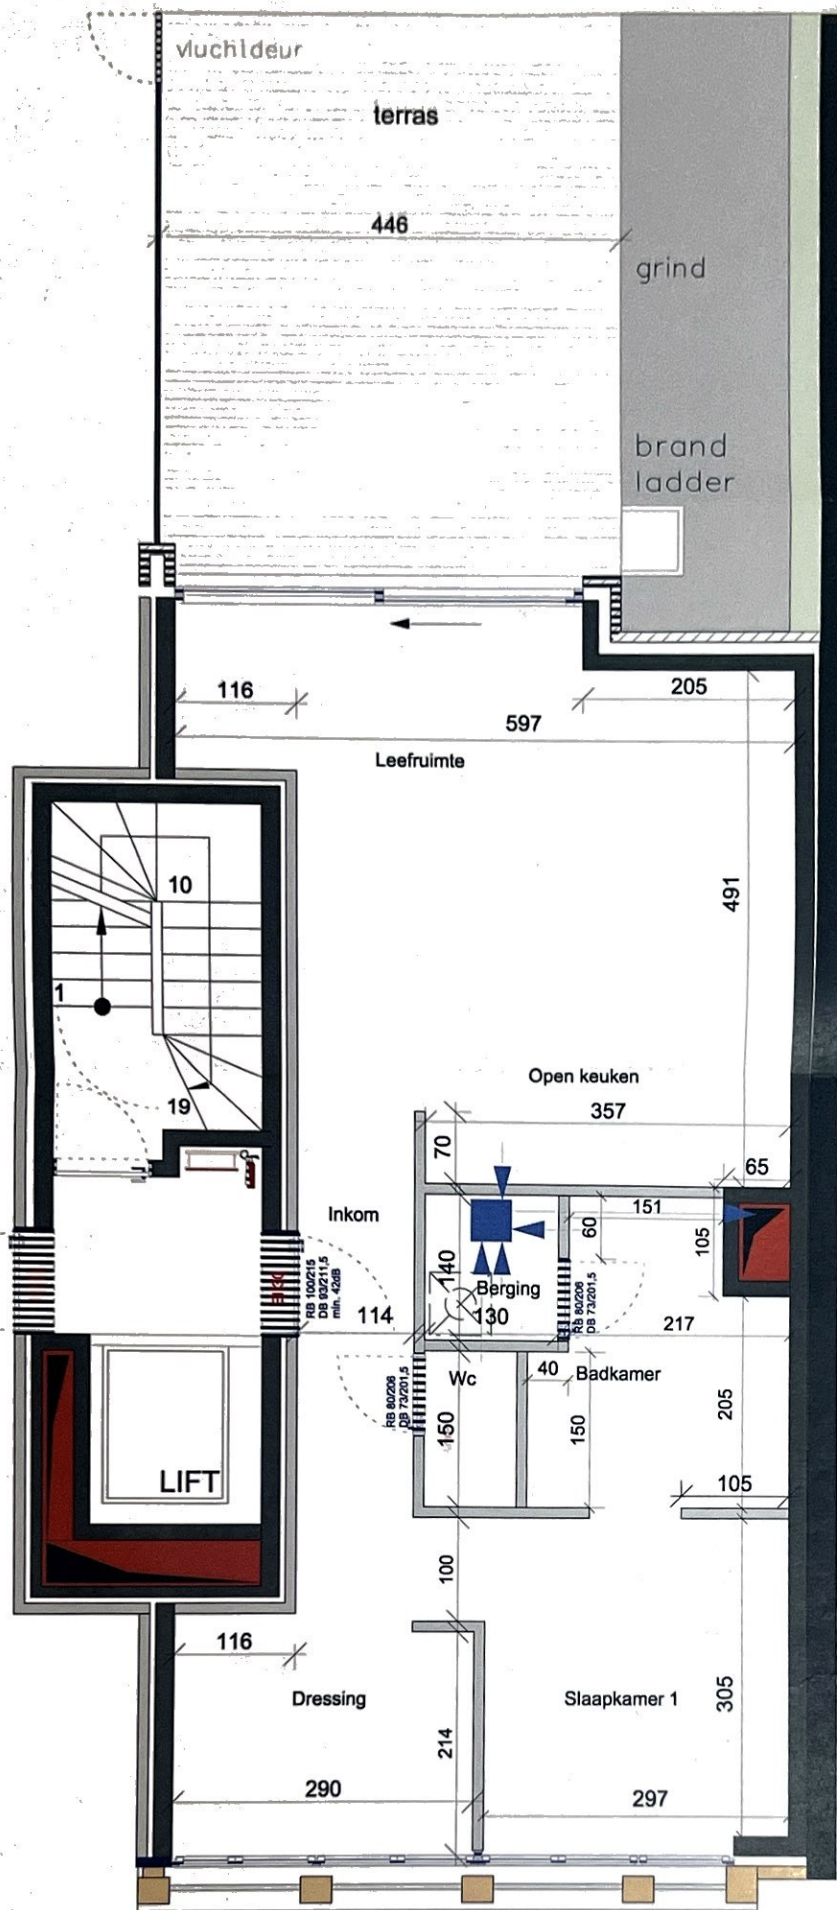 vluchtdeur
terras
446
grind
brand
ladder
116
205
597
Leefruimte
491
10
1
19
Open keuken
357
70
65
151
60
105
Inkom
RB 100/215
DB 93/211,5
min. 42dB
140
Berging
130
RB 80/206
DB 73/201,5
114
217
Wc
40
Badkamer
RB 80/206
DB 73/201,5
150
150
205
LIFT
105
100
116
Dressing
Slaapkamer 1
305
214
290
297